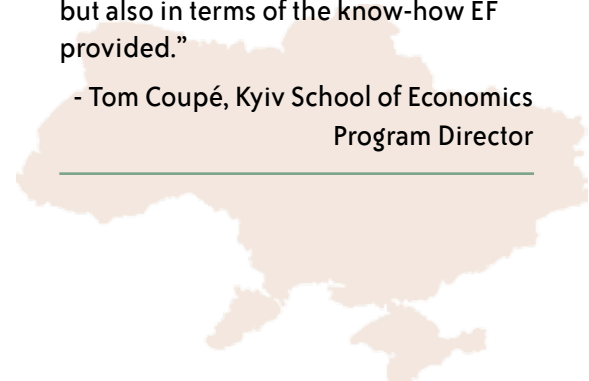 but also in terms of the know-how EF
provided.”
- Tom Coupé, Kyiv School of Economics
Program Director